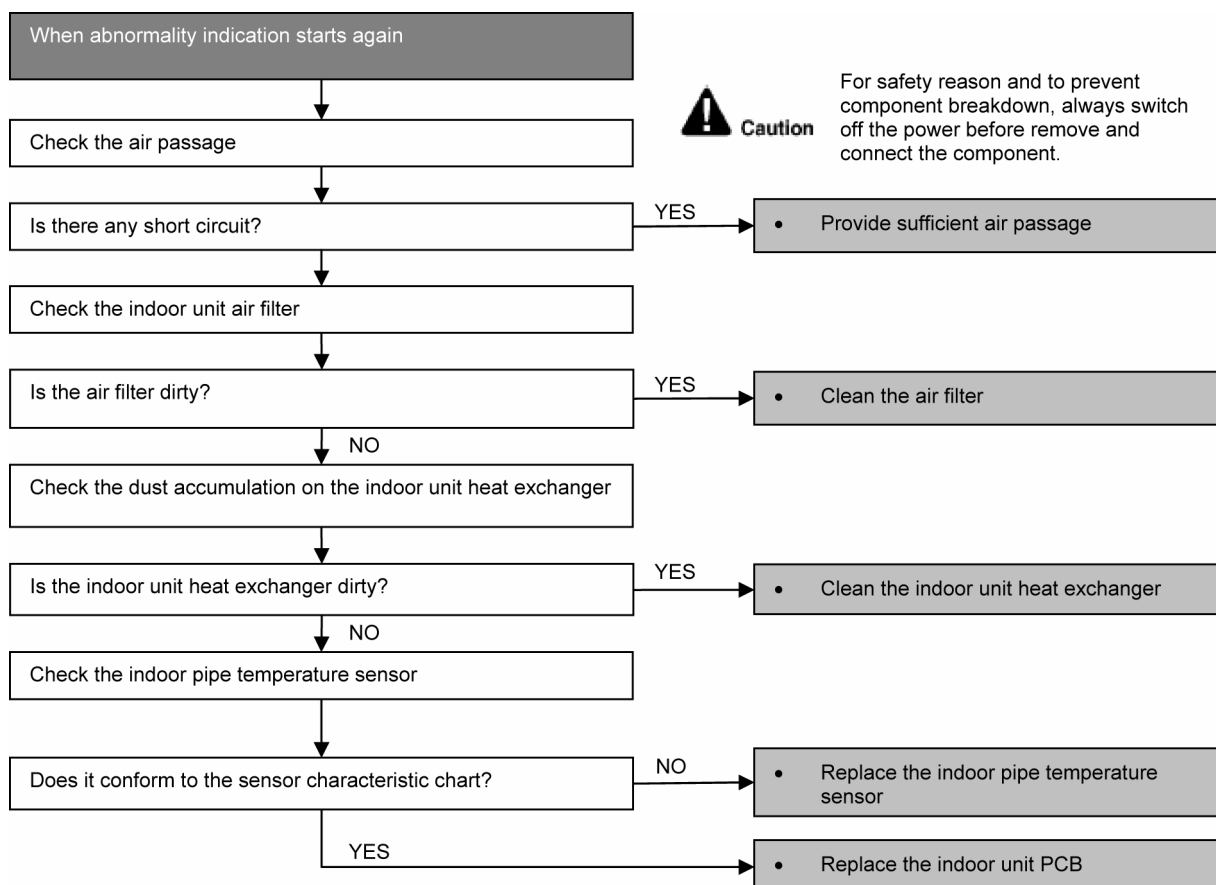 When abnormality indication starts again
For safety reason and to prevent
component breakdown, always switch
off the power before remove and
connect the component.
Caution
Check the air passage
Is there any short circuit?
YES
• Provide sufficient air passage
Check the indoor unit air filter
Is the air filter dirty?
YES
• Clean the air filter
NO
Check the dust accumulation on the indoor unit heat exchanger
Is the indoor unit heat exchanger dirty?
YES
• Clean the indoor unit heat exchanger
NO
Check the indoor pipe temperature sensor
Does it conform to the sensor characteristic chart?
NO
• Replace the indoor pipe temperature
sensor
YES
• Replace the indoor unit PCB